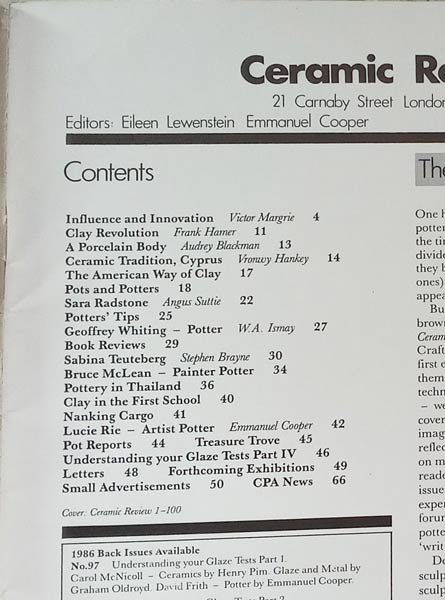 Ceramic
21 Carnaby Street London
Editors: Eileen Lewenstein Emmanuel Cooper
Contents
Influence and Innovation Victor Margrie 4
Clay Revolution Frank Hamer 11
A Porcelain Body Audrey Blackman 13
Ceramic Tradition, Cyprus Vronwy Hankey 14
The American Way of Clay 17
Pots and Potters 18
Sara Radstone Angus Suttie 22
Potters' Tips 25
Geoffrey Whiting – Potter W.A. Ismay 27
Book Reviews 29
Sabina Teuteberg Stephen Brayne 30
Bruce McLean – Painter Potter 34
Pottery in Thailand 36
Clay in the First School 40
Nanking Cargo 41
Lucie Rie – Artist Potter Emmanuel Cooper 42
Pot Reports 44 Treasure Trove 45
Understanding your Glaze Tests Part IV 46
Letters 48 Forthcoming Exhibitions 49
Small Advertisements 50 CPA News 66
Cover: Ceramic Review 1–100
1986 Back Issues Available
No.97 Understanding your Glaze Tests Part 1.
Carol McNicoll – Ceramics by Henry Pim. Glaze and Metal by
Graham Oldroyd. David Frith – Potter by Emmanuel Cooper.
The
One
potte
the ti
divide
they b
ones)
appea
Bu
brow
Ceram
Craft
first e
them
techn
– we
cover
imag
reflec
on m
reade
issue
exper
forum
potte
'writ
De
sculp
sculp